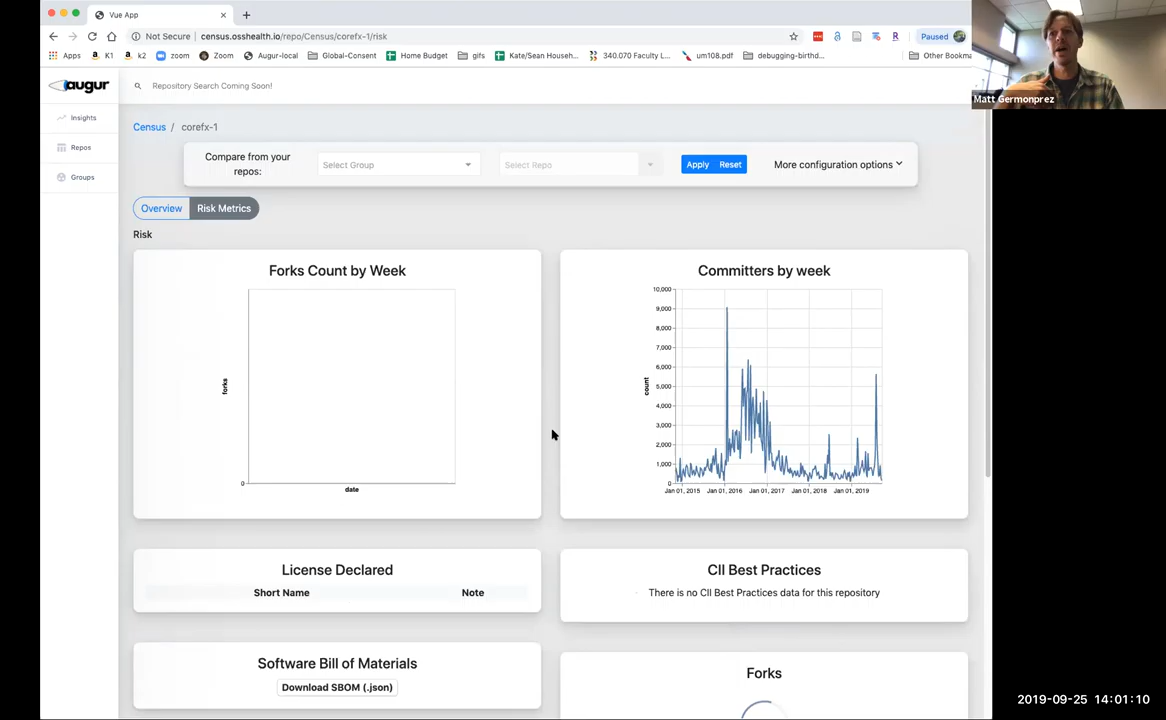 Vue App
Not Secure
census.osshealth.io/repo/Census/corefx-1/risk
Paused
Apps
K1
k2
zoom
Zoom
Augur-local
Global-Consent
Home Budget
gifs
Kate/Sean Househ...
340.070 Faculty L...
um108.pdf
debugging-birthd...
Other Bookma
Matt Germonprez
augur
Repository Search Coming Soon!
Insights
Repos
Groups
Census / corefx-1
Compare from your
repos:
Select Group
Select Repo
Apply
Reset
More configuration options
Overview
Risk Metrics
Risk
Forks Count by Week
forks
0
date
Committers by week
10,000
9,000
8,000
7,000
6,000
5,000
4,000
3,000
2,000
1,000
0
count
Jan 01, 2015
Jan 01, 2016
Jan 01, 2017
Jan 01, 2018
Jan 01, 2019
License Declared
Short Name
Note
CII Best Practices
There is no CII Best Practices data for this repository
Software Bill of Materials
Download SBOM (.json)
Forks
2019-09-25 14:01:10